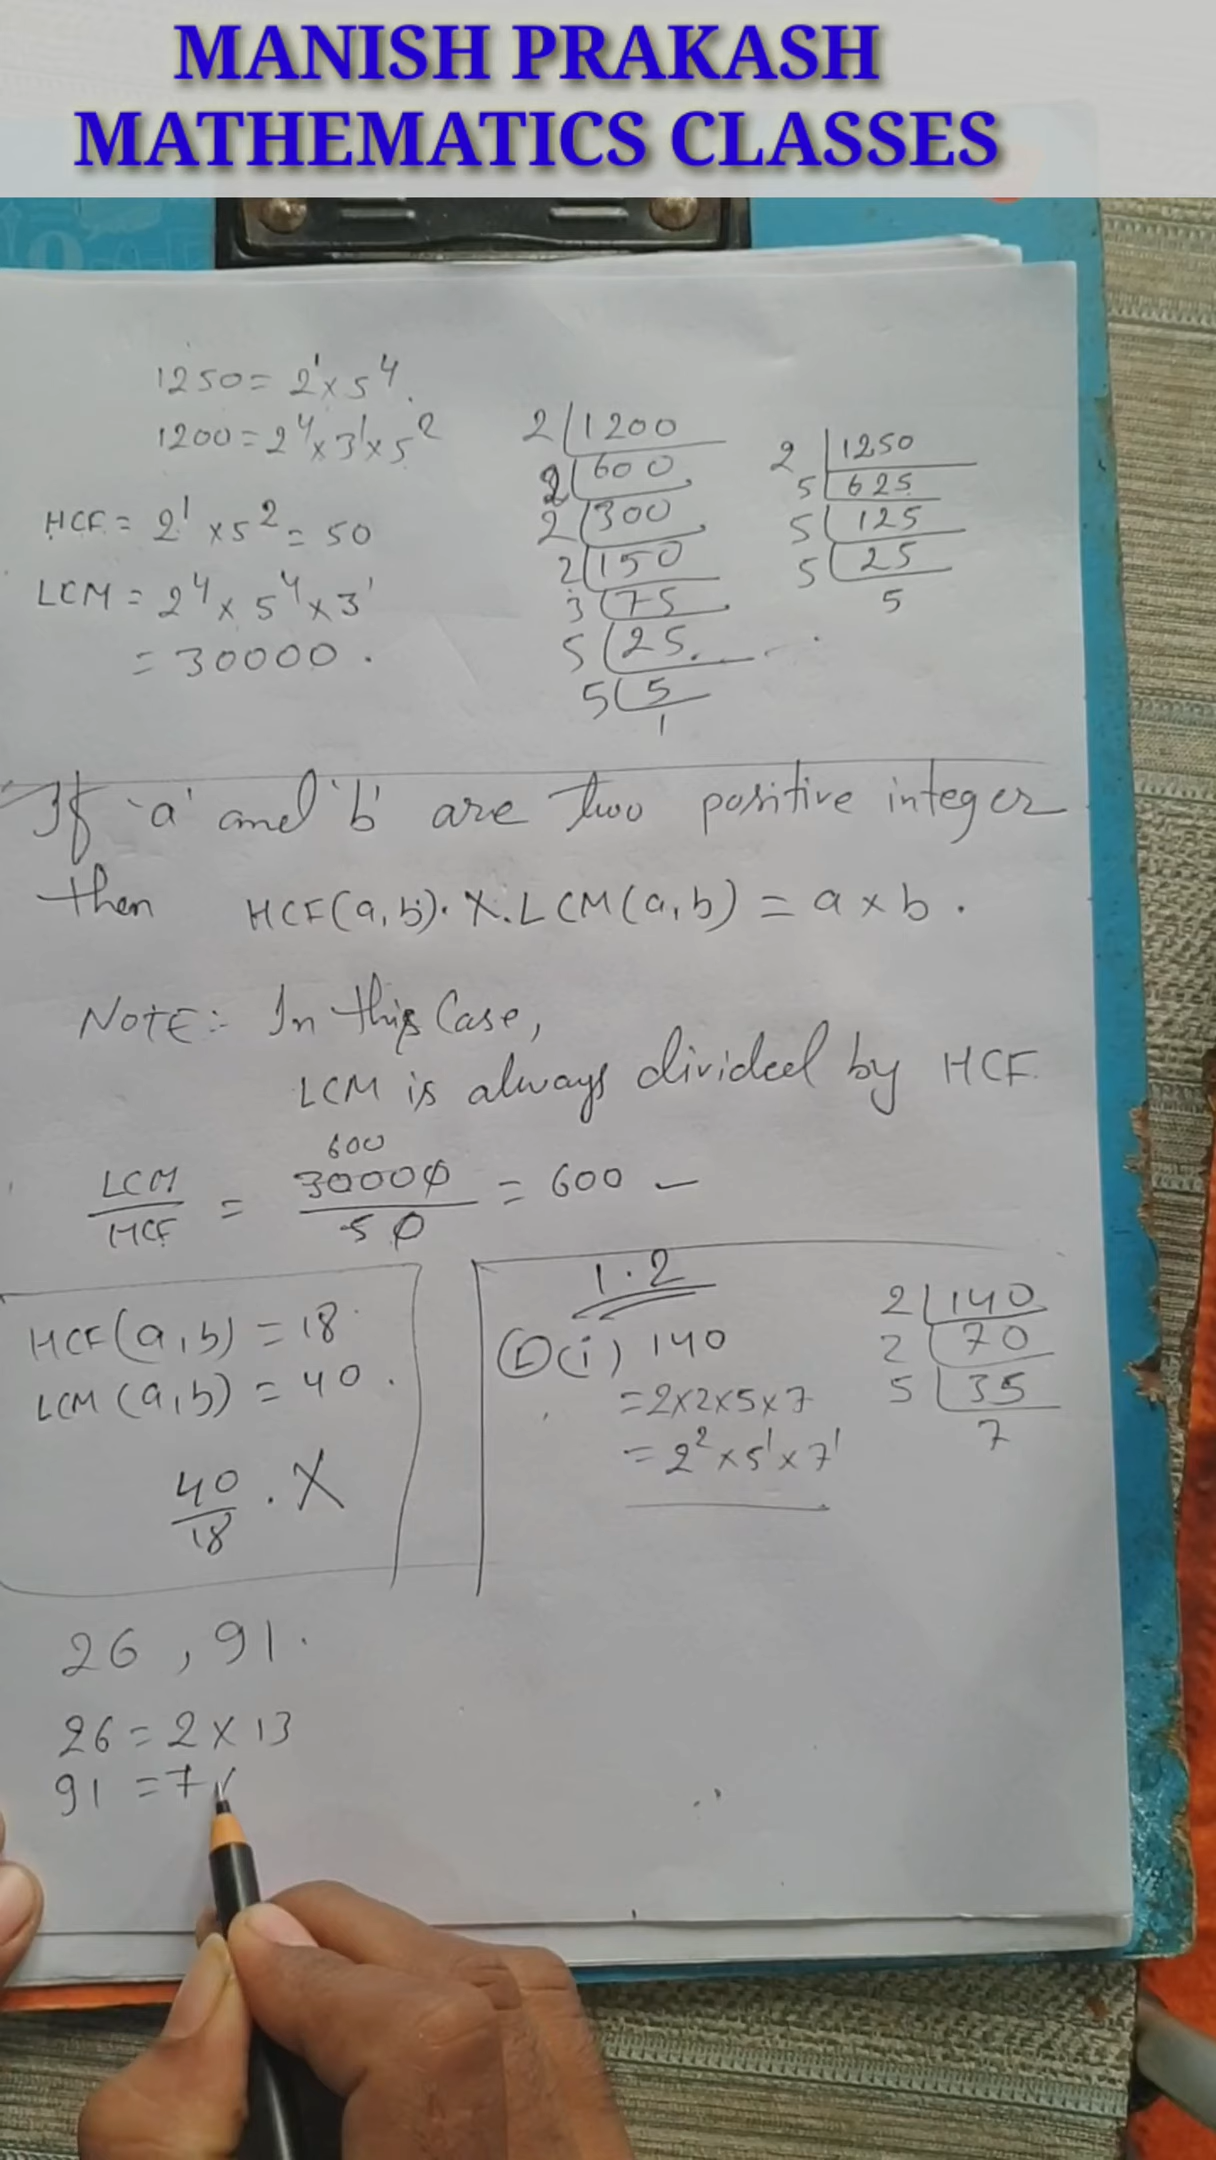 MANISH PRAKASH
MATHEMATICS CLASSES
1250 = 2¹ × 5⁴.
1200 = 2⁴ × 3¹ × 5²
HCF = 2¹ × 5² = 50
LCM = 2⁴ × 5⁴ × 3¹
= 30000.
2 | 1200
2 | 600
2 | 300
2 | 150
3 | 75
5 | 25
5 | 5
1
2 | 1250
5 | 625
5 | 125
5 | 25
5
If 'a' and 'b' are two positive integer
then HCF(a,b). X. LCM(a,b) = a × b.
NOTE:- In this Case,
LCM is always divided by HCF.
LCM/HCF = 30000/50 = 600
600
HCF(a,b) = 18
LCM(a,b) = 40.
40/18 . X
1.2
① (i) 140
= 2×2×5×7
= 2² × 5¹ × 7¹
2 | 140
2 | 70
5 | 35
7
26, 91.
26 = 2 × 13
91 = 7 ×